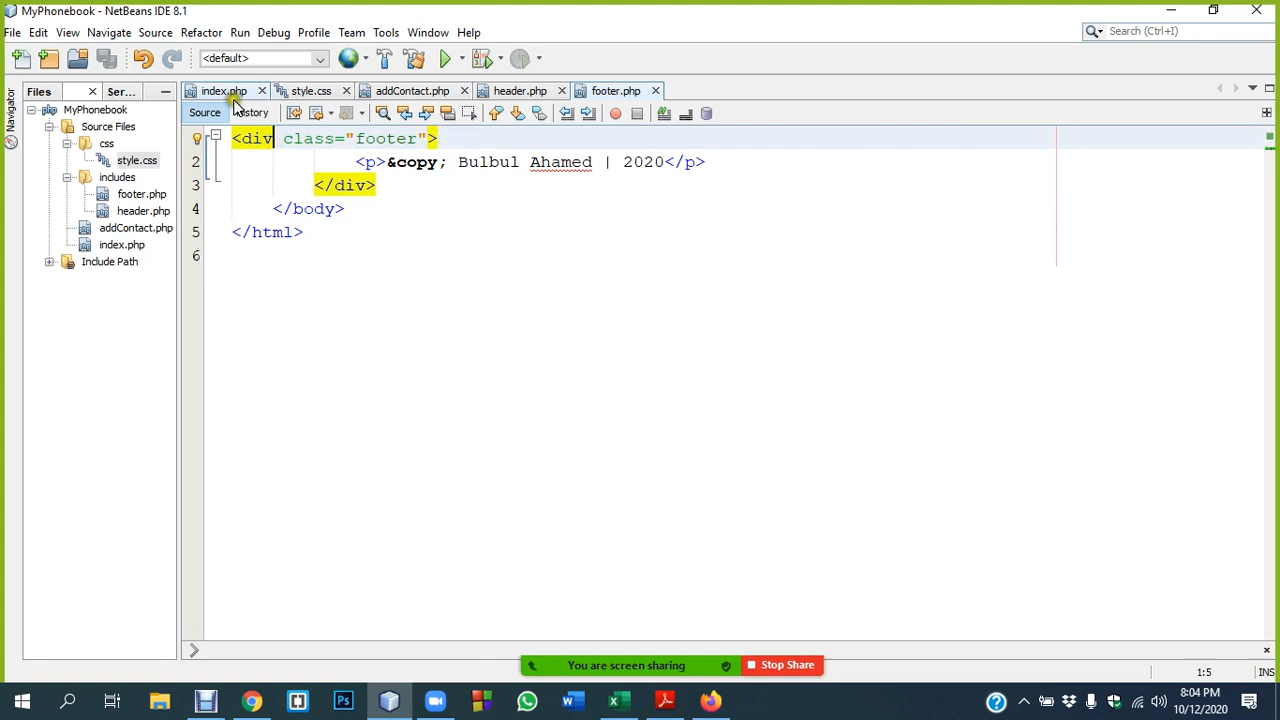 MyPhonebook - NetBeans IDE 8.1
File Edit View Navigate Source Refactor Run Debug Profile Team Tools Window Help
Search (Ctrl+I)
<default>
Files Ser...
index.php style.css addContact.php header.php footer.php
Navigator
Source History
MyPhonebook
Source Files
css
style.css
includes
footer.php
header.php
addContact.php
index.php
Include Path
<div class="footer">
2 <p>&copy; Bulbul Ahamed | 2020</p>
3 </div>
4 </body>
5 </html>
6
You are screen sharing Stop Share
1:5 INS
8:04 PM
10/12/2020